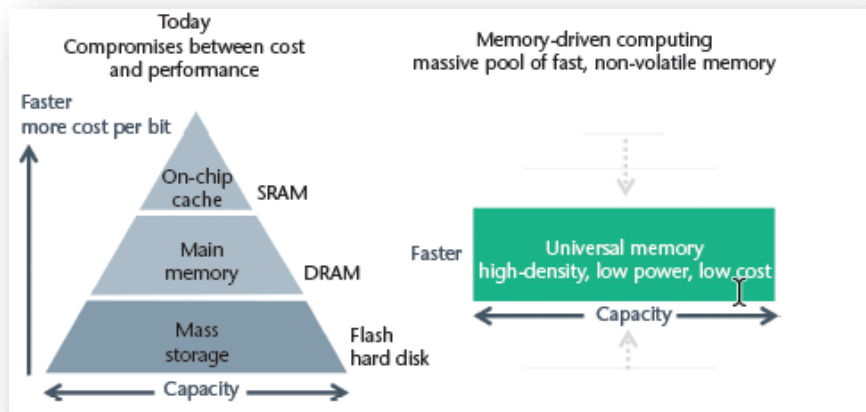 Today
Compromises between cost
and performance
Faster
more cost per bit
On-chip
cache
SRAM
Main
memory
DRAM
Mass
storage
Flash
hard disk
Capacity
Memory-driven computing
massive pool of fast, non-volatile memory
Faster
Universal memory
high-density, low power, low cost
Capacity